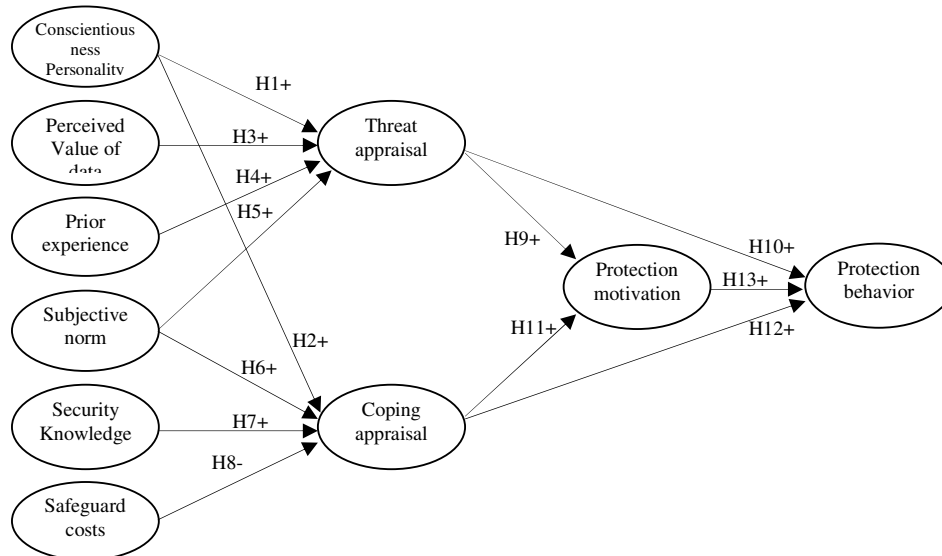 Conscientious
ness
Personality
H1+
Perceived
Value of
data
H3+
Threat
appraisal
H4+
Prior
experience
H5+
H9+
H10+
Protection
motivation
H13+
Protection
behavior
Subjective
norm
H2+
H11+
H12+
H6+
Security
Knowledge
H7+
Coping
appraisal
H8-
Safeguard
costs